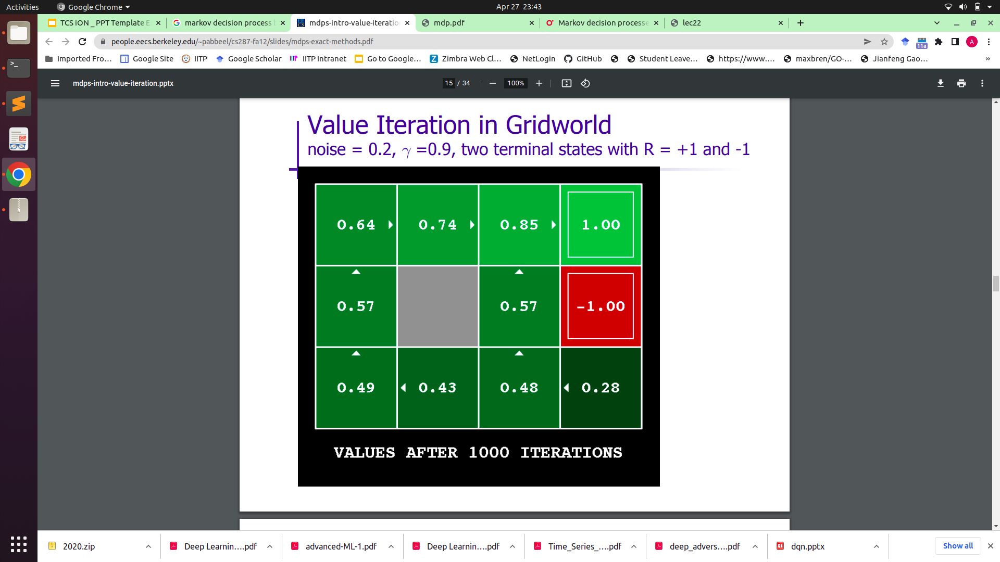 Activities Google Chrome Apr 27 23:43
TCS iON _ PPT Template E markov decision process mdps-intro-value-iteratio mdp.pdf Markov decision processe lec22
people.eecs.berkeley.edu/~pabbeel/cs287-fa12/slides/mdps-exact-methods.pdf A 11a
Imported Fro... Google Site IITP Google Scholar IITP Intranet Go to Google... Zimbra Web Cl... NetLogin GitHub Student Leave... https://www.... maxbren/GO-... Jianfeng Gao... »
mdps-intro-value-iteration.pptx 15 / 34 100%
Value Iteration in Gridworld
noise = 0.2, γ =0.9, two terminal states with R = +1 and -1
0.64 0.74 0.85 1.00
0.57 0.57 -1.00
0.49 0.43 0.48 0.28
VALUES AFTER 1000 ITERATIONS
2020.zip Deep Learnin....pdf advanced-ML-1.pdf Deep Learnin....pdf Time_Series_....pdf deep_advers....pdf dqn.pptx Show all